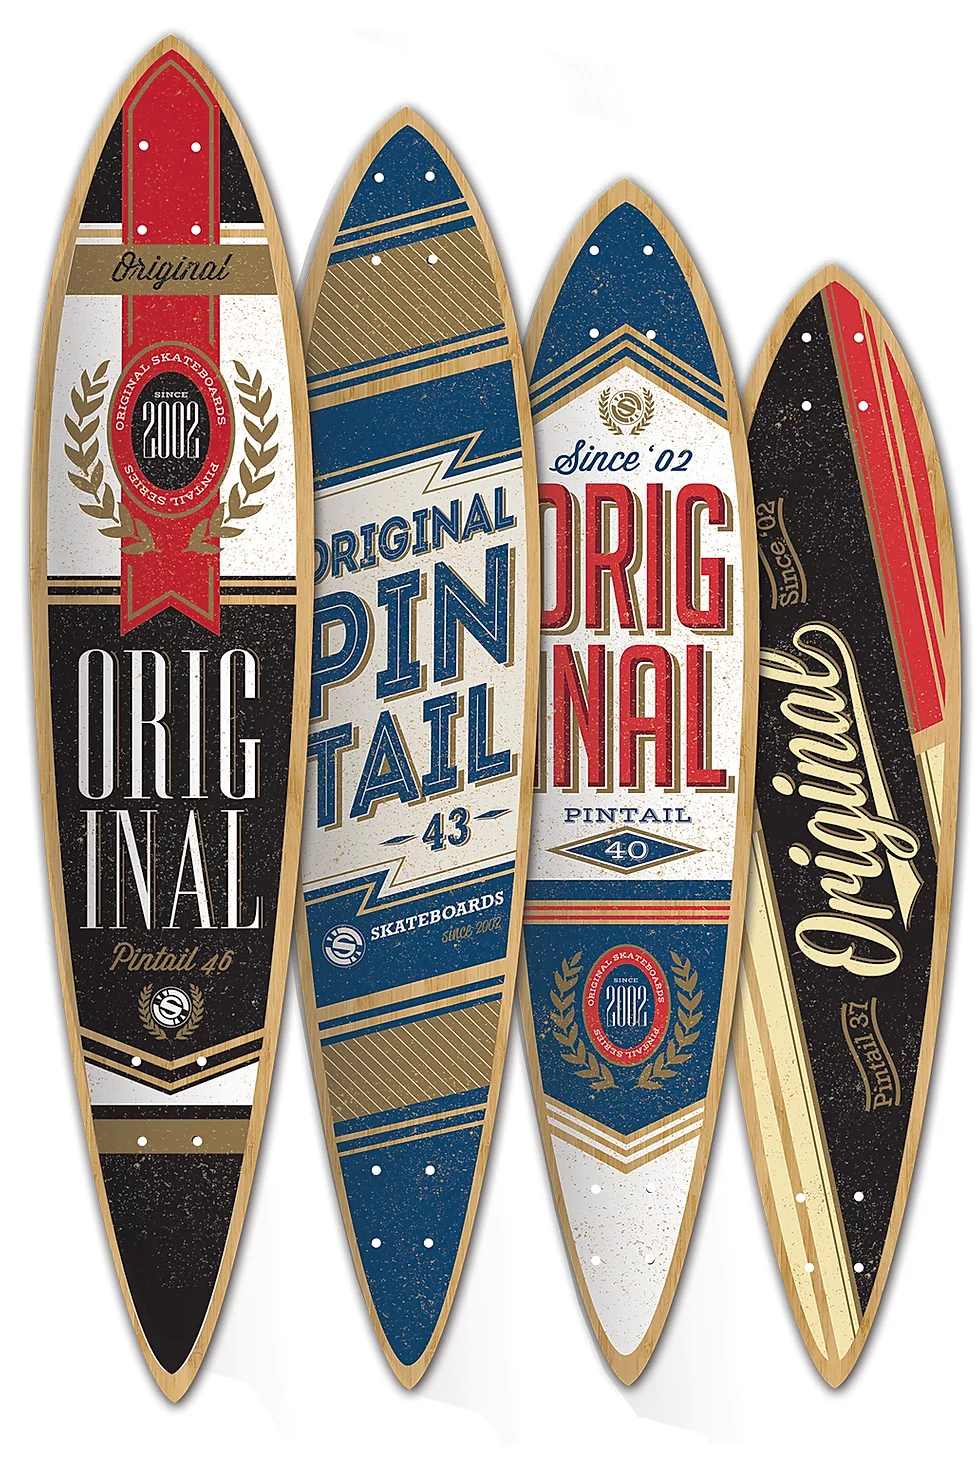 Original
ORIGINAL SKATEBOARDS
SINCE
2002
PINTAIL SERIES
ORIG
INAL
Pintail 46
ORIGINAL
PIN
TAIL
43
SKATEBOARDS
since 2002
Since '02
ORIG
INAL
PINTAIL
40
ORIGINAL SKATEBOARDS
SINCE
2002
PINTAIL SERIES
Since '02
Original
Pintail 37